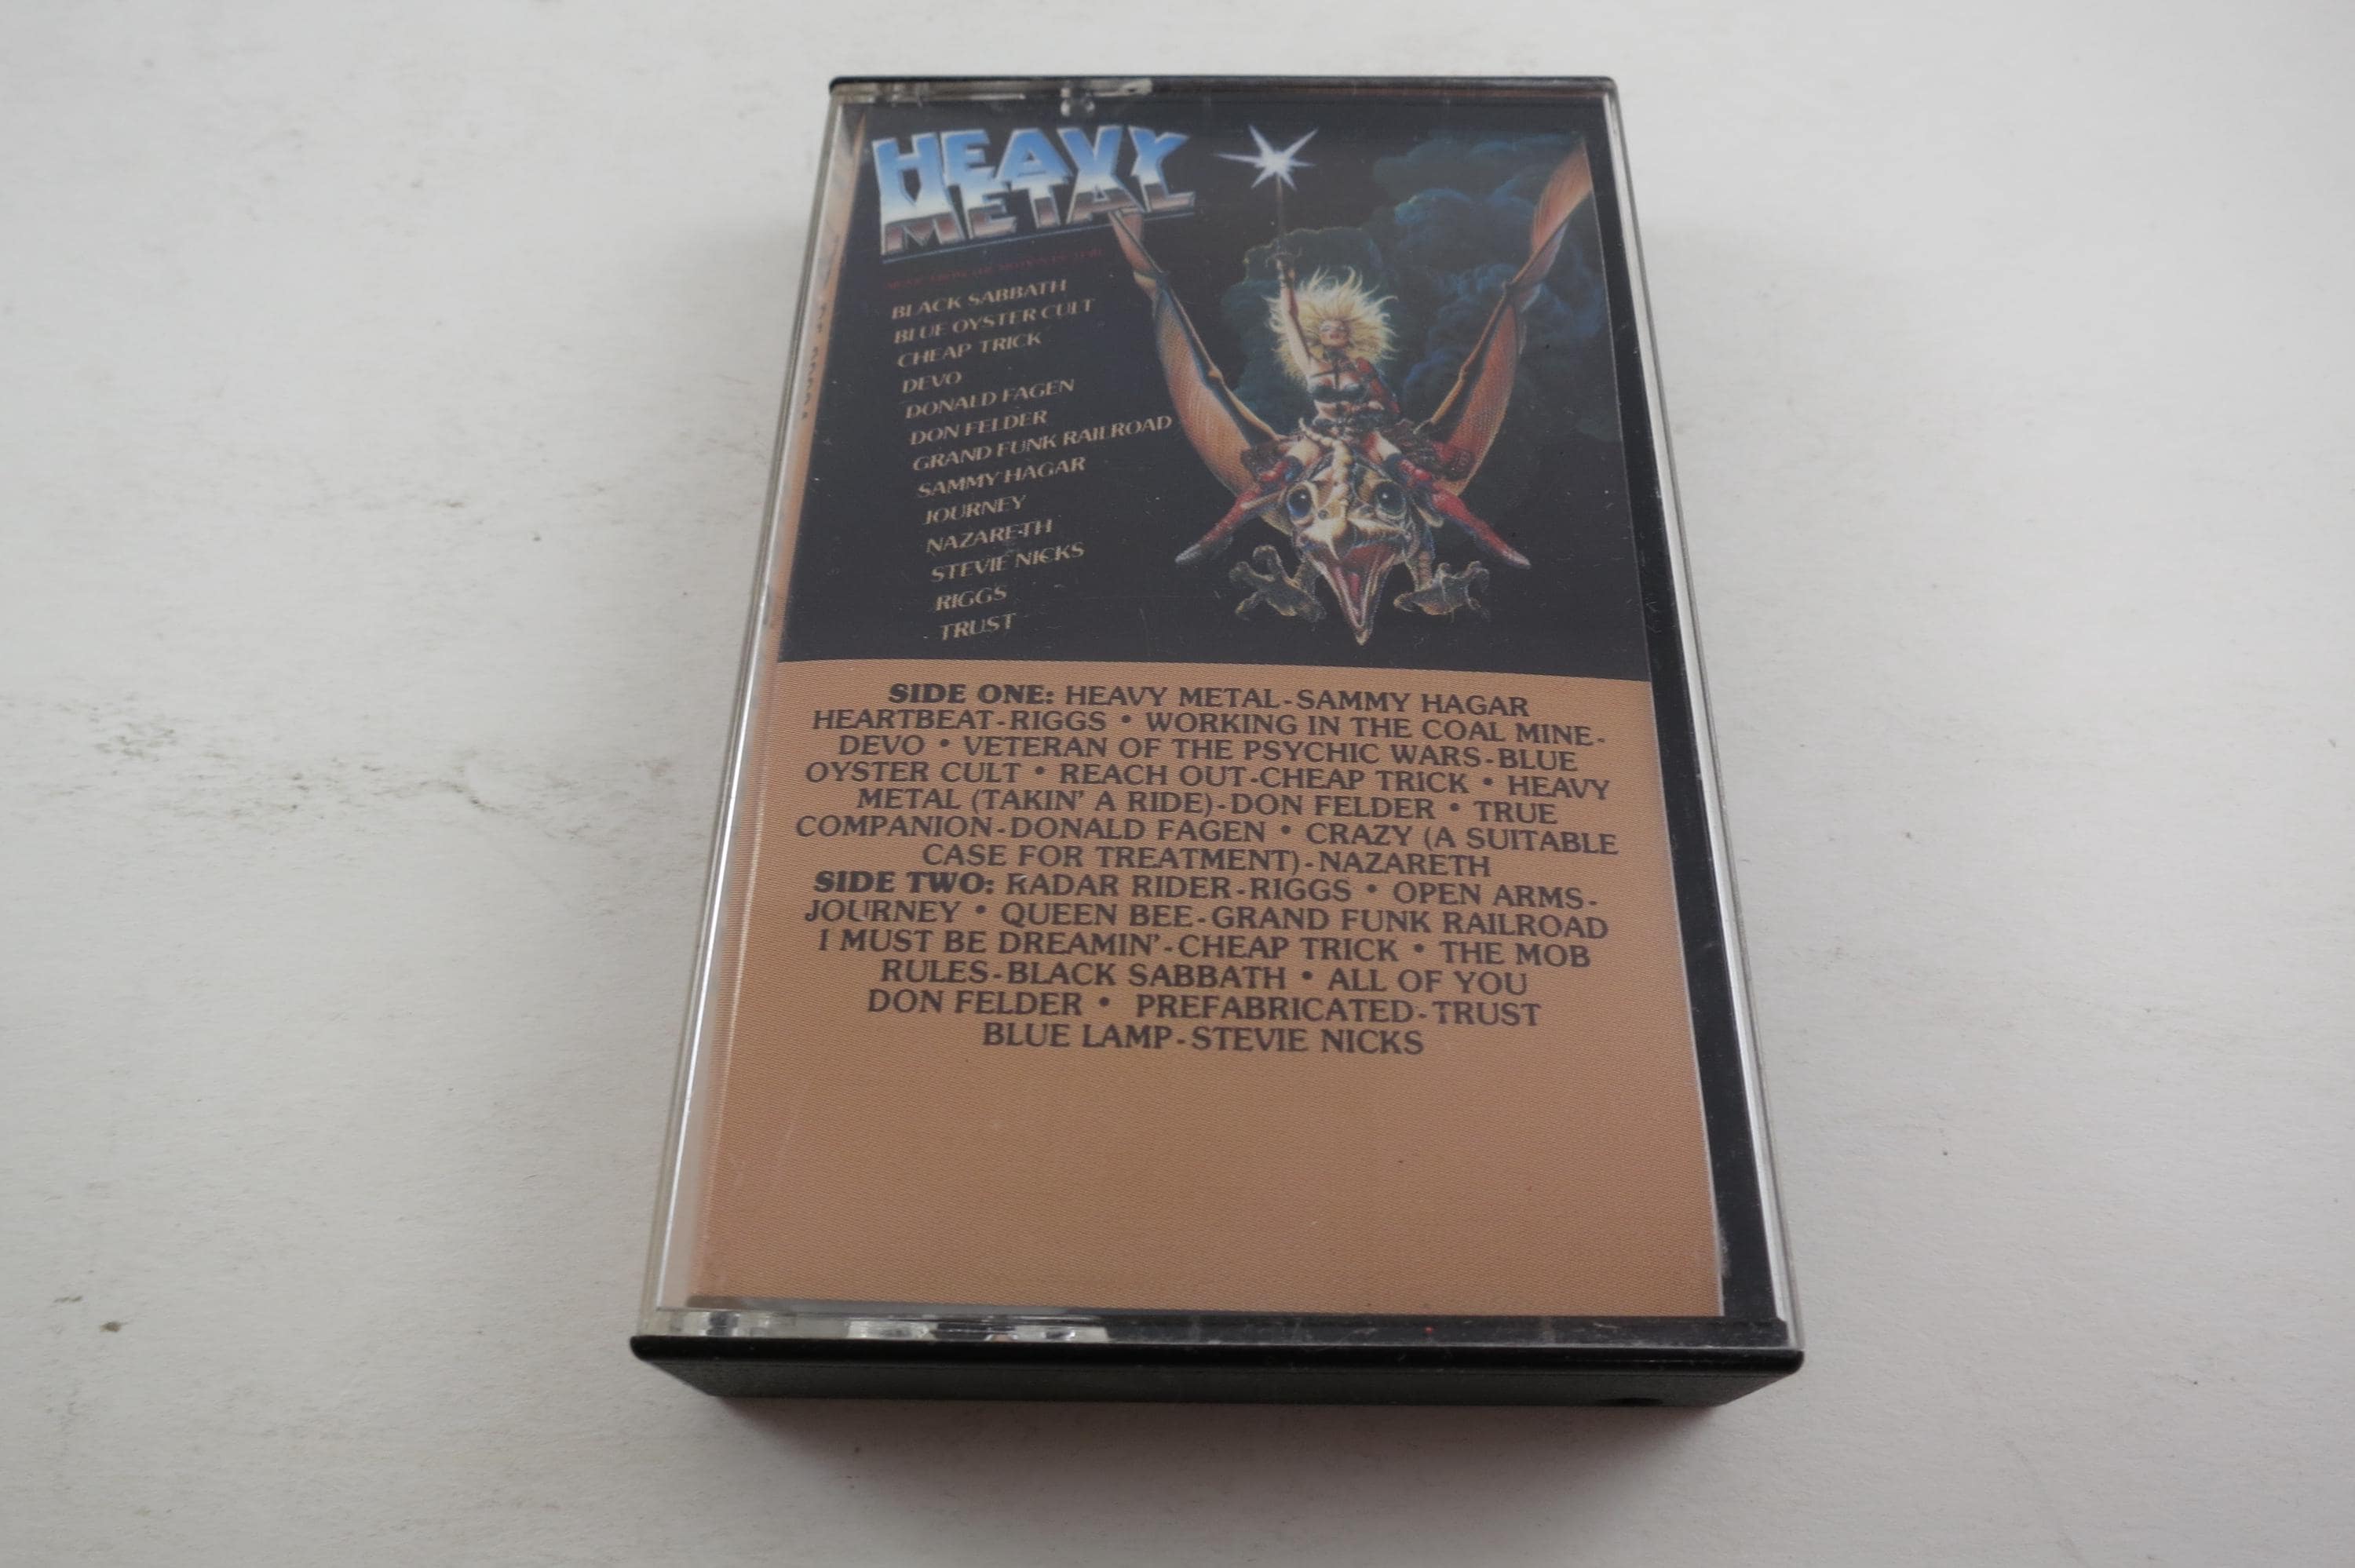 HEAVY
METAL
BLACK SABBATH
BLUE OYSTER CULT
CHEAP TRICK
DEVO
DONALD FAGEN
DON FELDER
GRAND FUNK RAILROAD
SAMMY HAGAR
JOURNEY
NAZARETH
STEVIE NICKS
RIGGS
TRUST
SIDE ONE: HEAVY METAL-SAMMY HAGAR
HEARTBEAT-RIGGS • WORKING IN THE COAL MINE-
DEVO • VETERAN OF THE PSYCHIC WARS-BLUE
OYSTER CULT • REACH OUT-CHEAP TRICK • HEAVY
METAL (TAKIN' A RIDE)-DON FELDER • TRUE
COMPANION-DONALD FAGEN • CRAZY (A SUITABLE
CASE FOR TREATMENT)-NAZARETH
SIDE TWO: RADAR RIDER-RIGGS • OPEN ARMS-
JOURNEY • QUEEN BEE-GRAND FUNK RAILROAD
I MUST BE DREAMIN'-CHEAP TRICK • THE MOB
RULES-BLACK SABBATH • ALL OF YOU
DON FELDER • PREFABRICATED-TRUST
BLUE LAMP-STEVIE NICKS